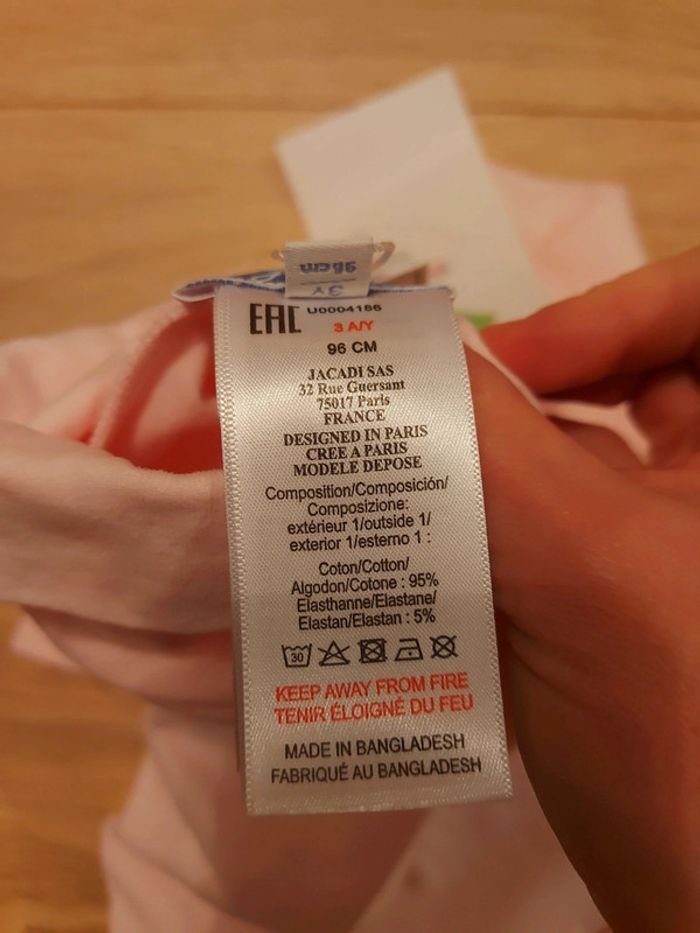 96cm
3Y
EAC U0004186
3 A/Y
96 CM
JACADI SAS
32 Rue Guersant
75017 Paris
FRANCE
DESIGNED IN PARIS
CREE A PARIS
MODELE DEPOSE
Composition/Composición/
Composizione:
extérieur 1/outside 1/
exterior 1/esterno 1 :
Coton/Cotton/
Algodon/Cotone : 95%
Elasthanne/Elastane/
Elastan/Elastan : 5%
30
KEEP AWAY FROM FIRE
TENIR ÉLOIGNÉ DU FEU
MADE IN BANGLADESH
FABRIQUÉ AU BANGLADESH